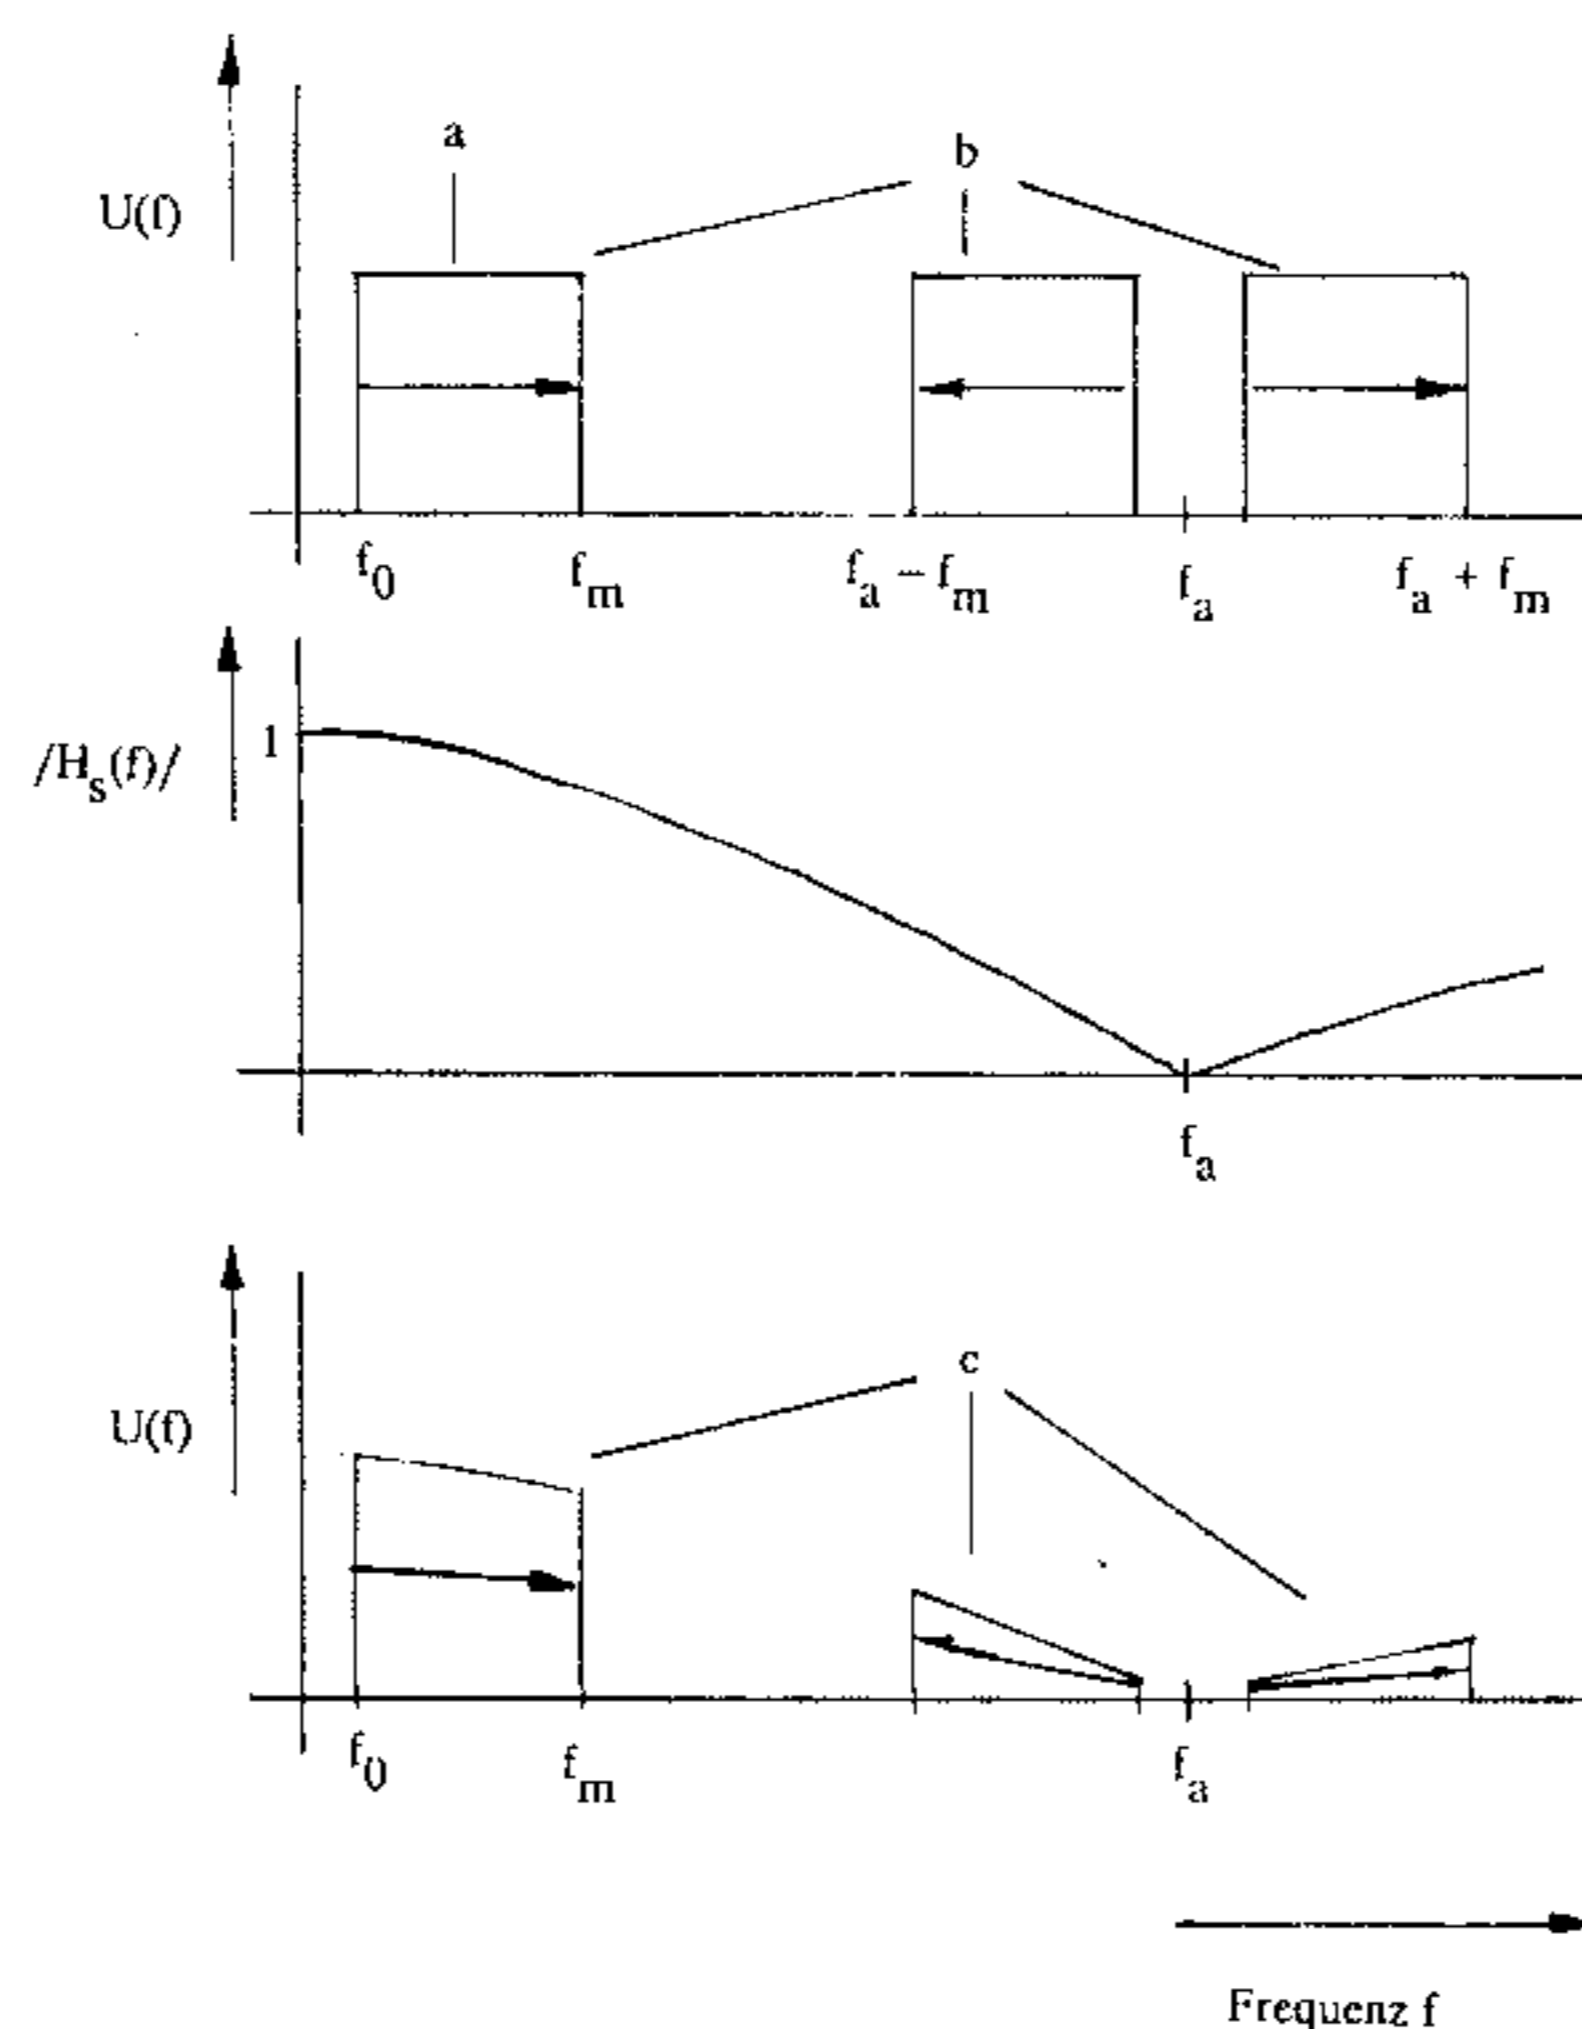 a
b
U(f)
f0 fm fa – fm fa fa + fm
1
/Hs(f)/
fa
c
U(f)
f0 fm fa
Frequenz f